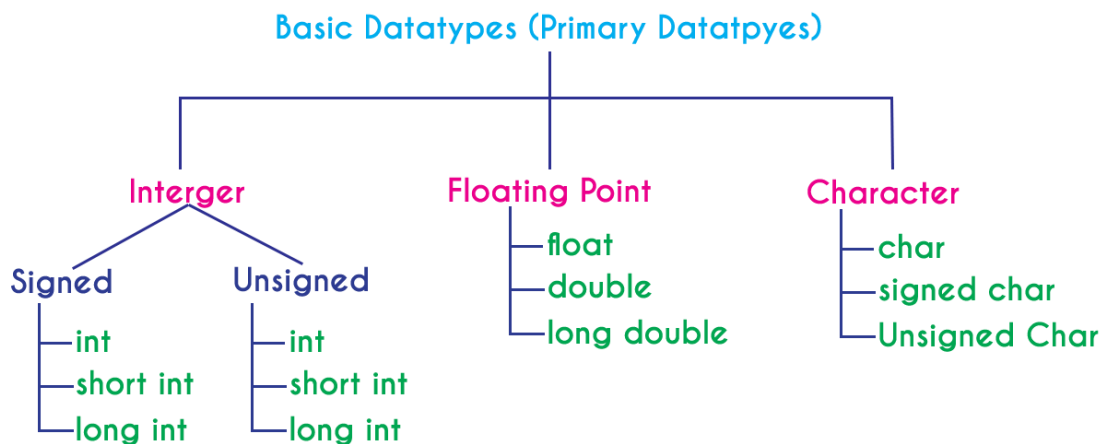 Basic Datatypes (Primary Datatpyes)
Interger
Floating Point
Character
Signed
Unsigned
int
short int
long int
int
short int
long int
float
double
long double
char
signed char
Unsigned Char